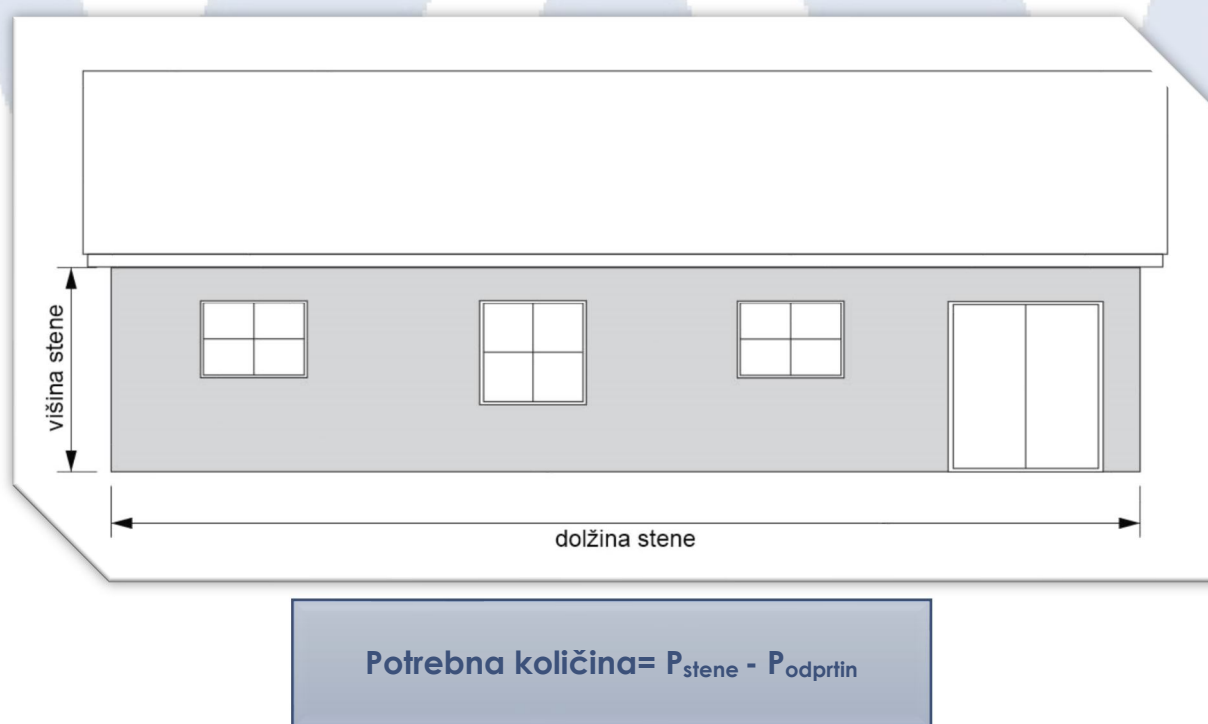 višina stene
dolžina stene
Potrebna količina= Pstene - Podprtin